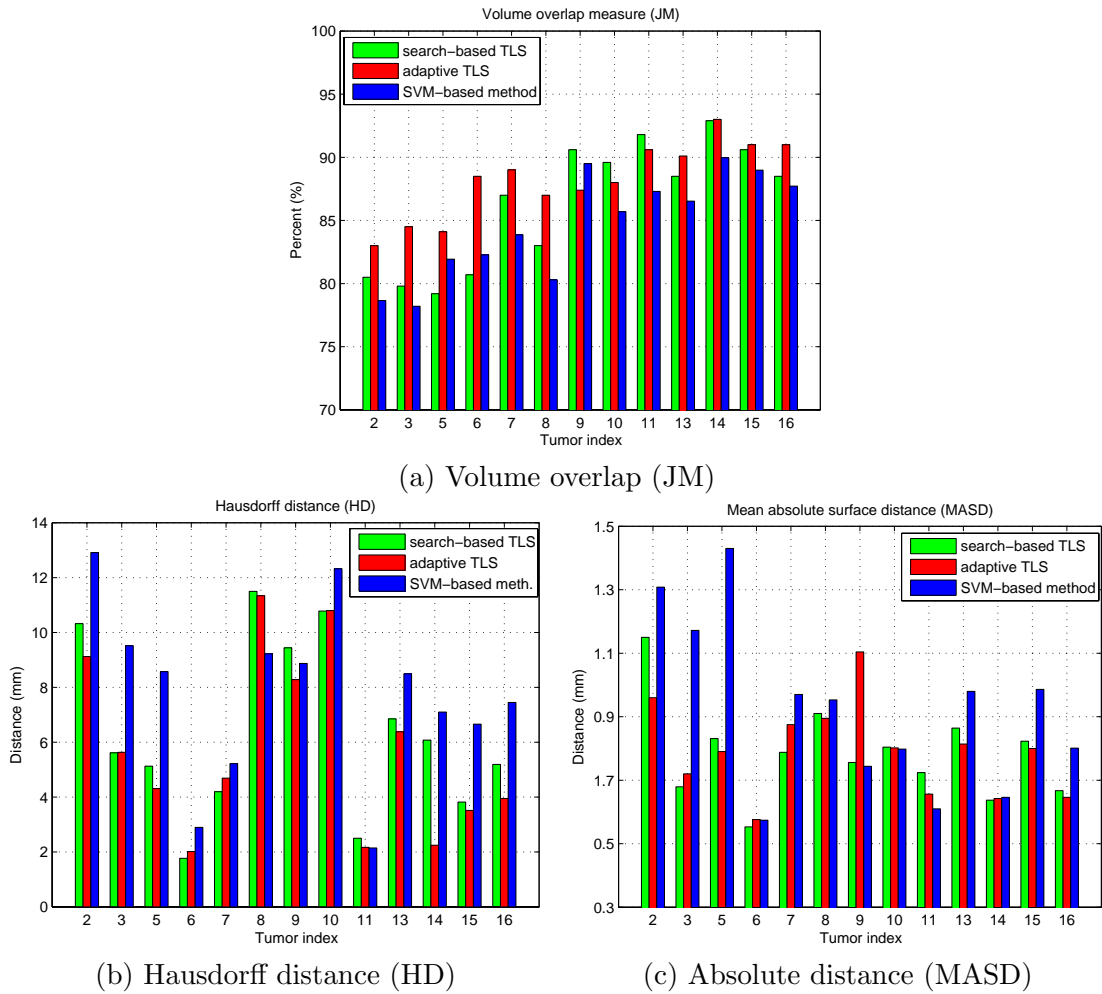 Volume overlap measure (JM)
100
95
90
85
80
75
70
Percent (%)
search−based TLS
adaptive TLS
SVM−based method
2 3 5 6 7 8 9 10 11 13 14 15 16
Tumor index
(a) Volume overlap (JM)
Hausdorff distance (HD)
14
12
10
8
6
4
2
0
Distance (mm)
search−based TLS
adaptive TLS
SVM−based meth.
2 3 5 6 7 8 9 10 11 13 14 15 16
Tumor index
(b) Hausdorff distance (HD)
Mean absolute surface distance (MASD)
1.5
1.3
1.1
0.9
1.7
0.5
0.3
Distance (mm)
search−based TLS
adaptive TLS
SVM−based method
2 3 5 6 7 8 9 10 11 13 14 15 16
Tumor index
(c) Absolute distance (MASD)